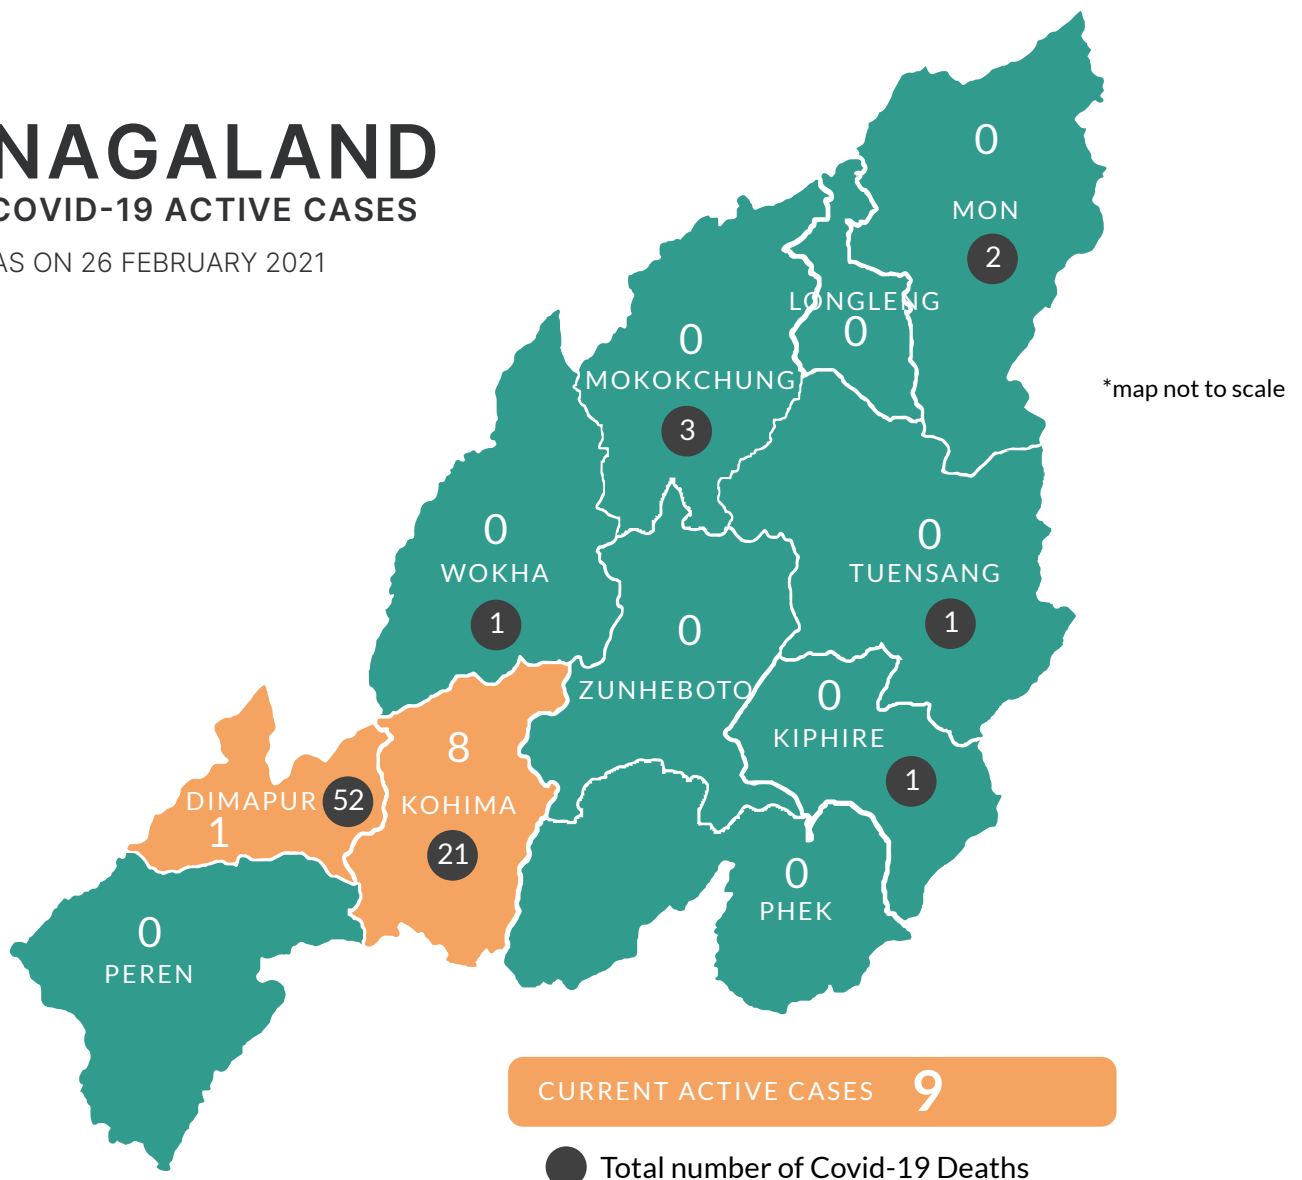 NAGALAND
COVID-19 ACTIVE CASES
AS ON 26 FEBRUARY 2021
0
MON
2
LONGLENG
0
0
MOKOKCHUNG
3
*map not to scale
0
WOKHA
1
0
TUENSANG
1
0
ZUNHEBOTO
0
KIPHIRE
1
8
KOHIMA
21
DIMAPUR 52
1
0
PHEK
0
PEREN
CURRENT ACTIVE CASES 9
Total number of Covid-19 Deaths